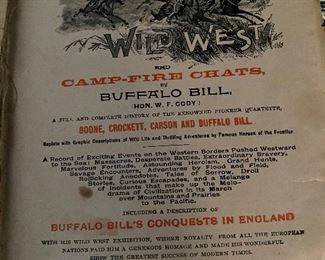 WILD WEST
AND
CAMP-FIRE CHATS,
BY
BUFFALO BILL,
(HON. W. F. CODY)
A FULL AND COMPLETE HISTORY OF THE RENOWNED PIONEER QUARTETTE,
BOONE, CROCKETT, CARSON AND BUFFALO BILL.
Replete with Graphic Descriptions of Wild Life and Thrilling Adventures by Famous Heroes of the Frontier
A Record of Exciting Events on the Western Borders Pushed Westward
to the Sea: Massacres, Desperate Battles, Extraordinary Bravery,
Marvelous Fortitude, Astounding Heroism, Grand Hunts,
Savage Encounters, Adventures by Flood and Field,
Rollicking Anecdotes, Tales of Sorrow, Droll
Stories, Curious Escapades, and a Melange
of incidents that make up the Melo-
drama of Civilization in its March
over Mountains and Prairies
to the Pacific.
INCLUDING A DESCRIPTION OF
BUFFALO BILL'S CONQUESTS IN ENGLAND
WITH HIS WILD WEST EXHIBITION, WHERE ROYALTY FROM ALL THE EUROPEAN
NATIONS PAID HIM A GENEROUS HOMAGE AND MADE HIS WONDERFUL
SHOW THE GREATEST SUCCESS OF MODERN TIMES.